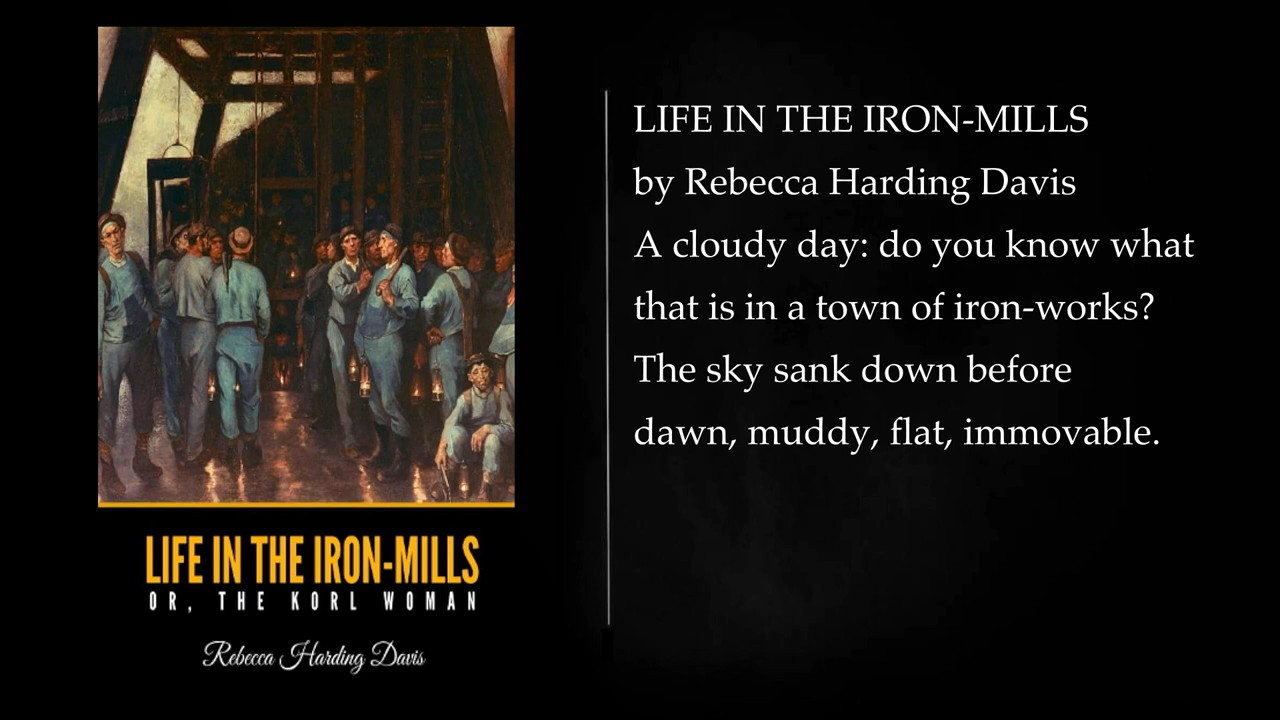 LIFE IN THE IRON-MILLS
OR, THE KORL WOMAN
Rebecca Harding Davis
LIFE IN THE IRON-MILLS
by Rebecca Harding Davis
A cloudy day: do you know what
that is in a town of iron-works?
The sky sank down before
dawn, muddy, flat, immovable.